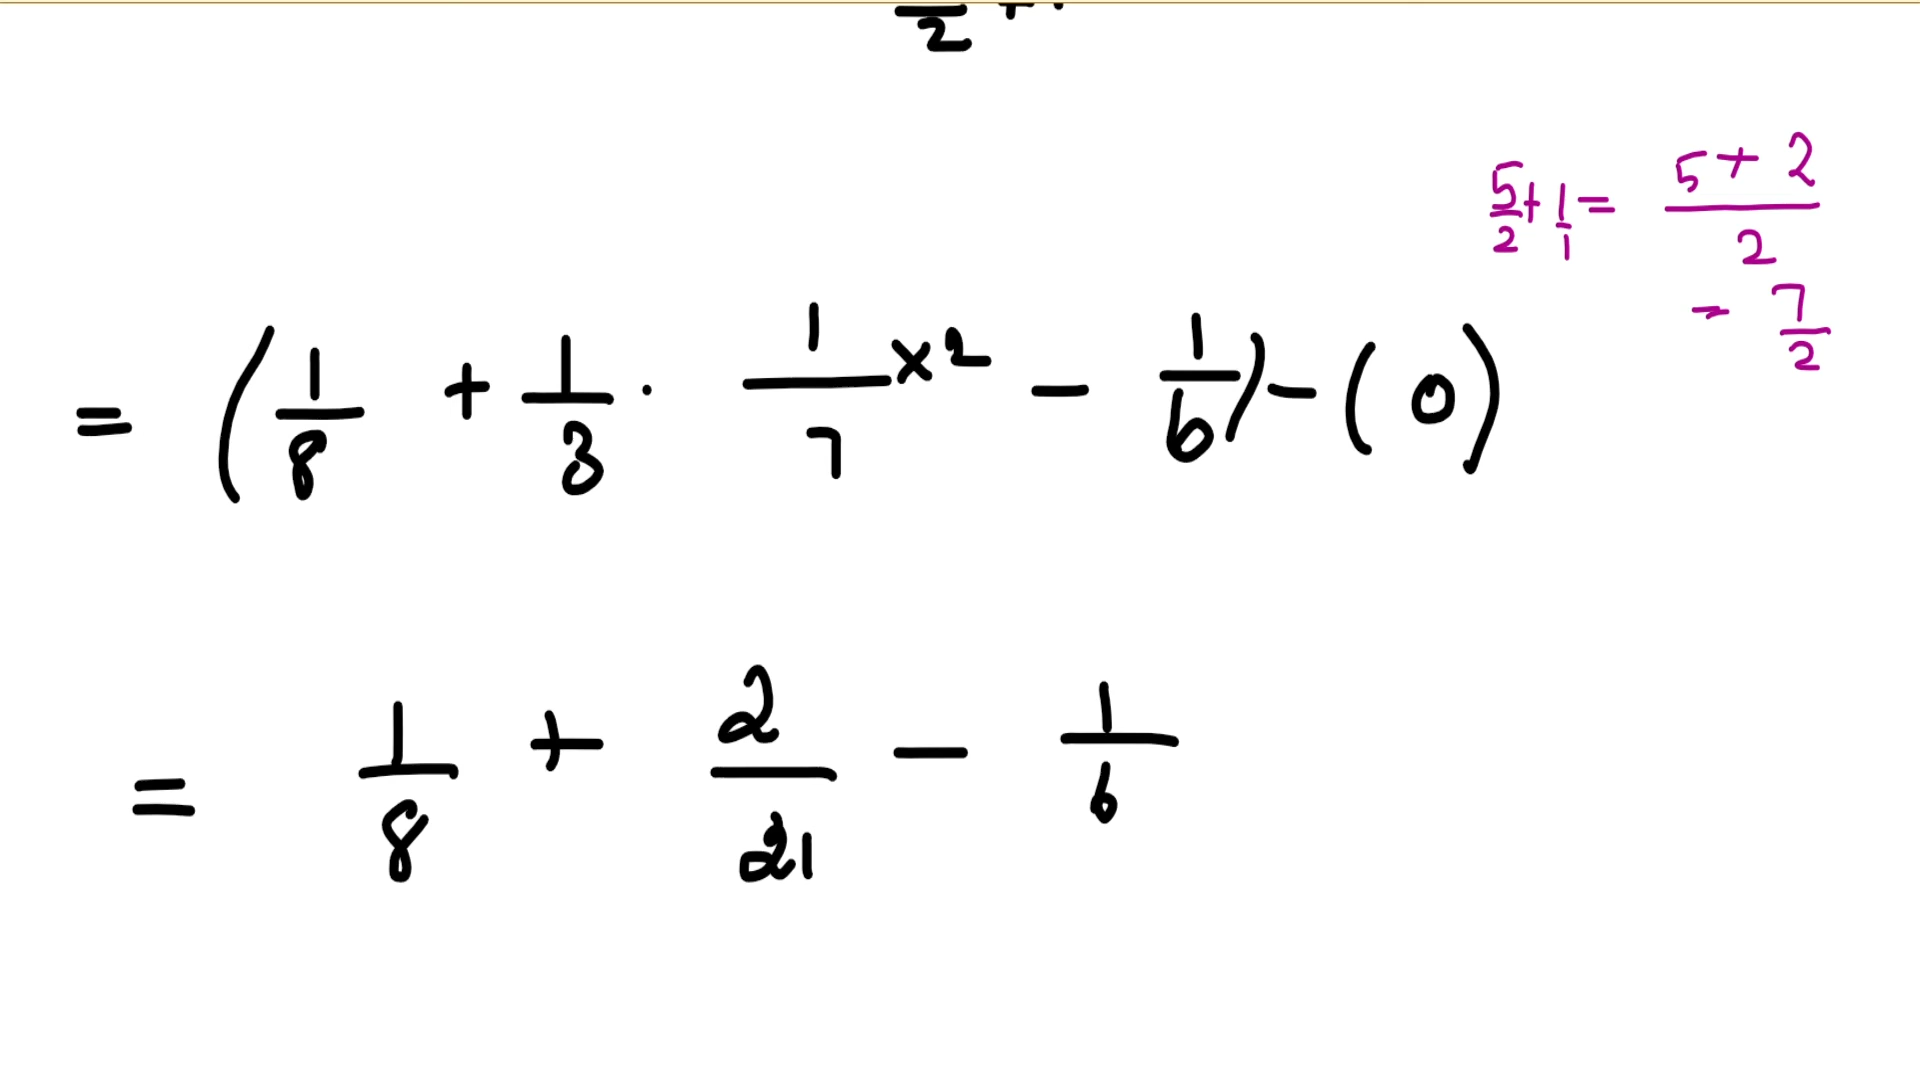 2
5/2 + 1/1 = (5 + 2)/2
= 7/2
= (1/8 + 1/3 · 1/7 x 2 - 1/6) - (0)
= 1/8 + 2/21 - 1/6